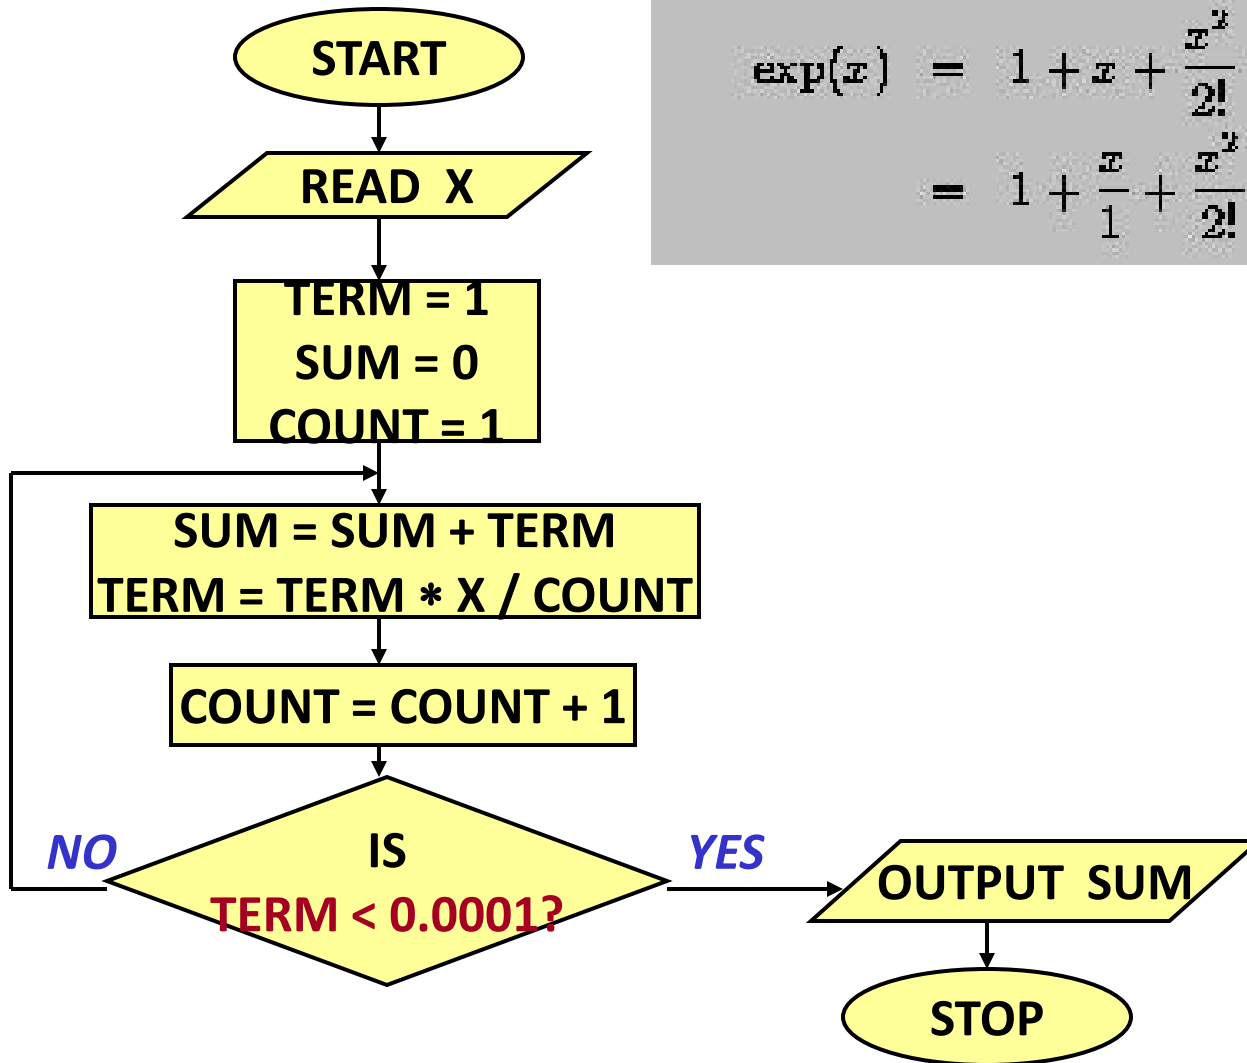 START
exp(x) = 1 + x + x²/2!
= 1 + x/1 + x²/2!
READ X
TERM = 1
SUM = 0
COUNT = 1
SUM = SUM + TERM
TERM = TERM * X / COUNT
COUNT = COUNT + 1
NO
IS
TERM < 0.0001?
YES
OUTPUT SUM
STOP